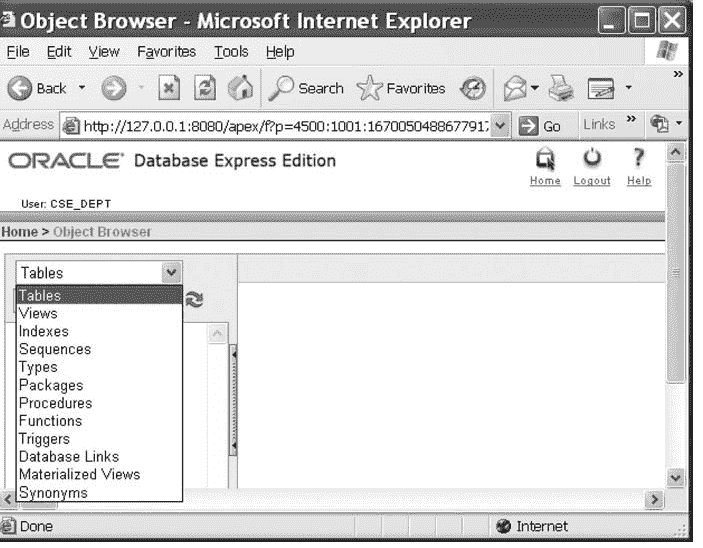 Object Browser - Microsoft Internet Explorer
File Edit View Favorites Tools Help
Back Search Favorites »
Address http://127.0.0.1:8080/apex/f?p=4500:1001:1670050488677917 Go Links »
ORACLE Database Express Edition
Home Logout Help
User: CSE_DEPT
Home > Object Browser
Tables
Tables
Views
Indexes
Sequences
Types
Packages
Procedures
Functions
Triggers
Database Links
Materialized Views
Synonyms
Done Internet